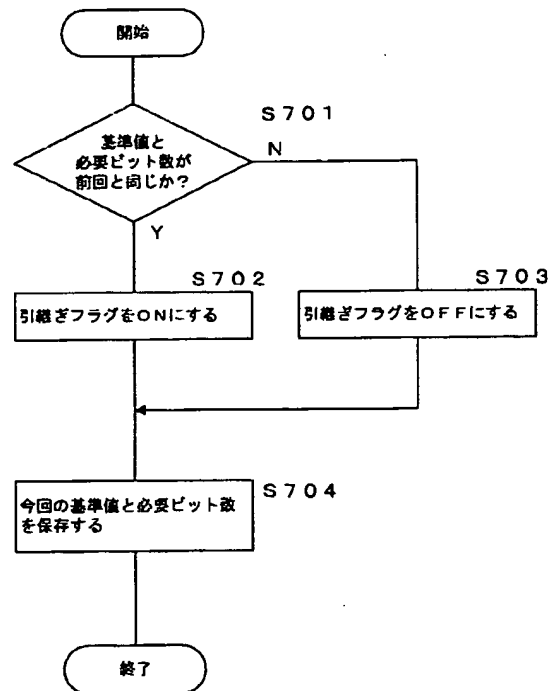 開始
S701
基準値と
必要ビット数が
前回と同じか?
N
Y
S702
引継ぎフラグをONにする
S703
引継ぎフラグをOFFにする
S704
今回の基準値と必要ビット数
を保存する
終了